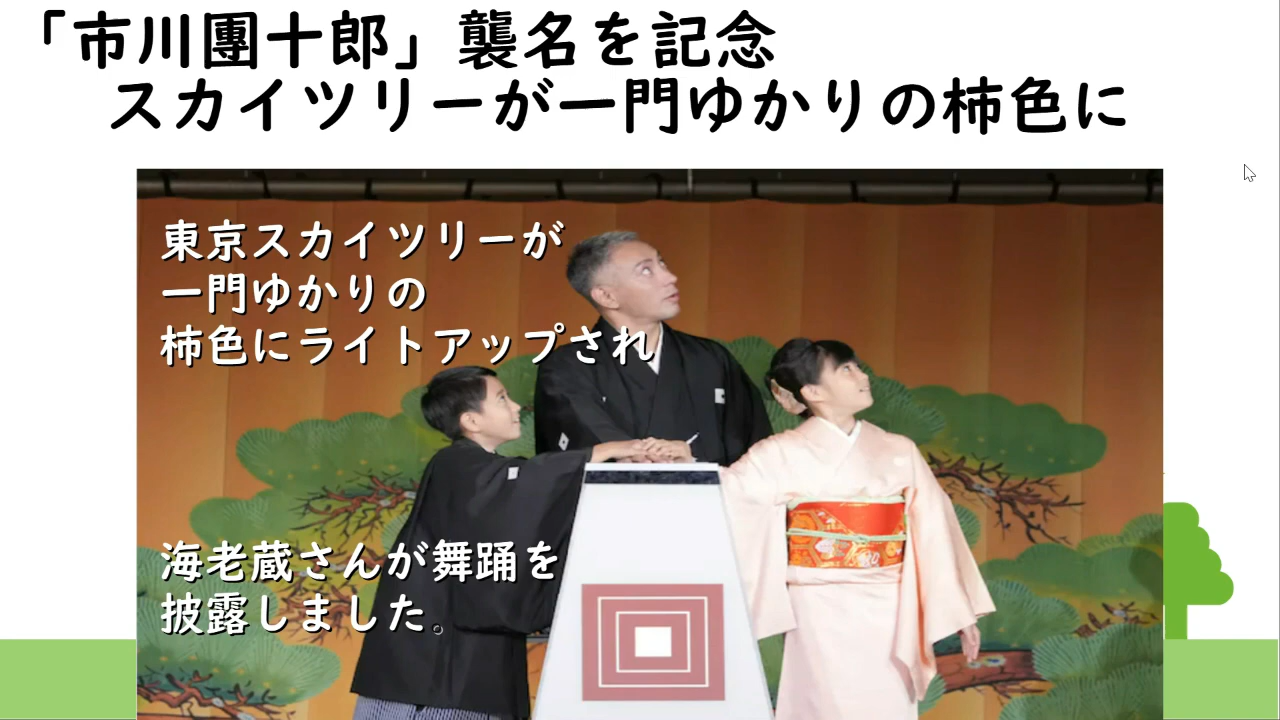 「市川團十郎」襲名を記念
スカイツリーが一門ゆかりの柿色に
東京スカイツリーが
一門ゆかりの
柿色にライトアップされ
海老蔵さんが舞踊を
披露しました。